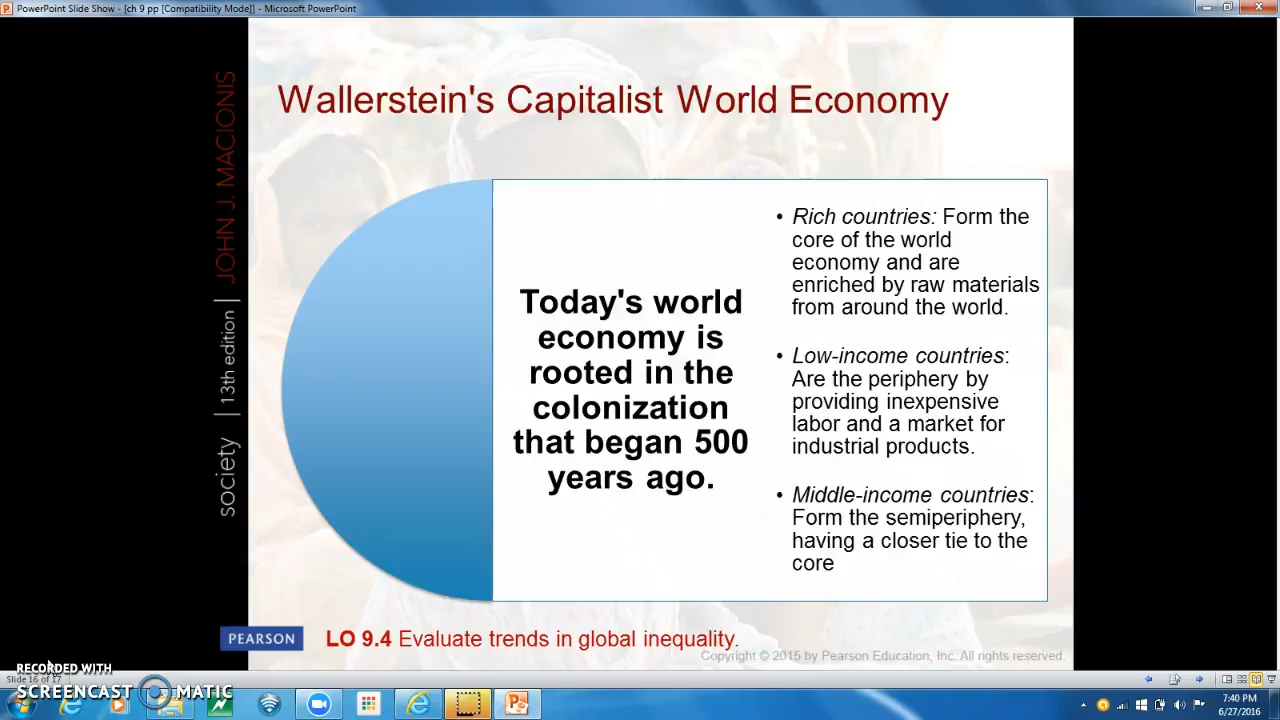 PowerPoint Slide Show - [ch 9 pp [Compatibility Mode]] - Microsoft PowerPoint
Wallerstein's Capitalist World Economy
society | 13th edition | JOHN J. MACIONIS
Today's world
economy is
rooted in the
colonization
that began 500
years ago.
• Rich countries: Form the
core of the world
economy and are
enriched by raw materials
from around the world.
• Low-income countries:
Are the periphery by
providing inexpensive
labor and a market for
industrial products.
• Middle-income countries:
Form the semiperiphery,
having a closer tie to the
core
PEARSON
LO 9.4 Evaluate trends in global inequality.
Copyright © 2015 by Pearson Education, Inc. All rights reserved.
RECORDED WITH
SCREENCAST MATIC
Slide 16 of 17
7:40 PM
6/27/2016